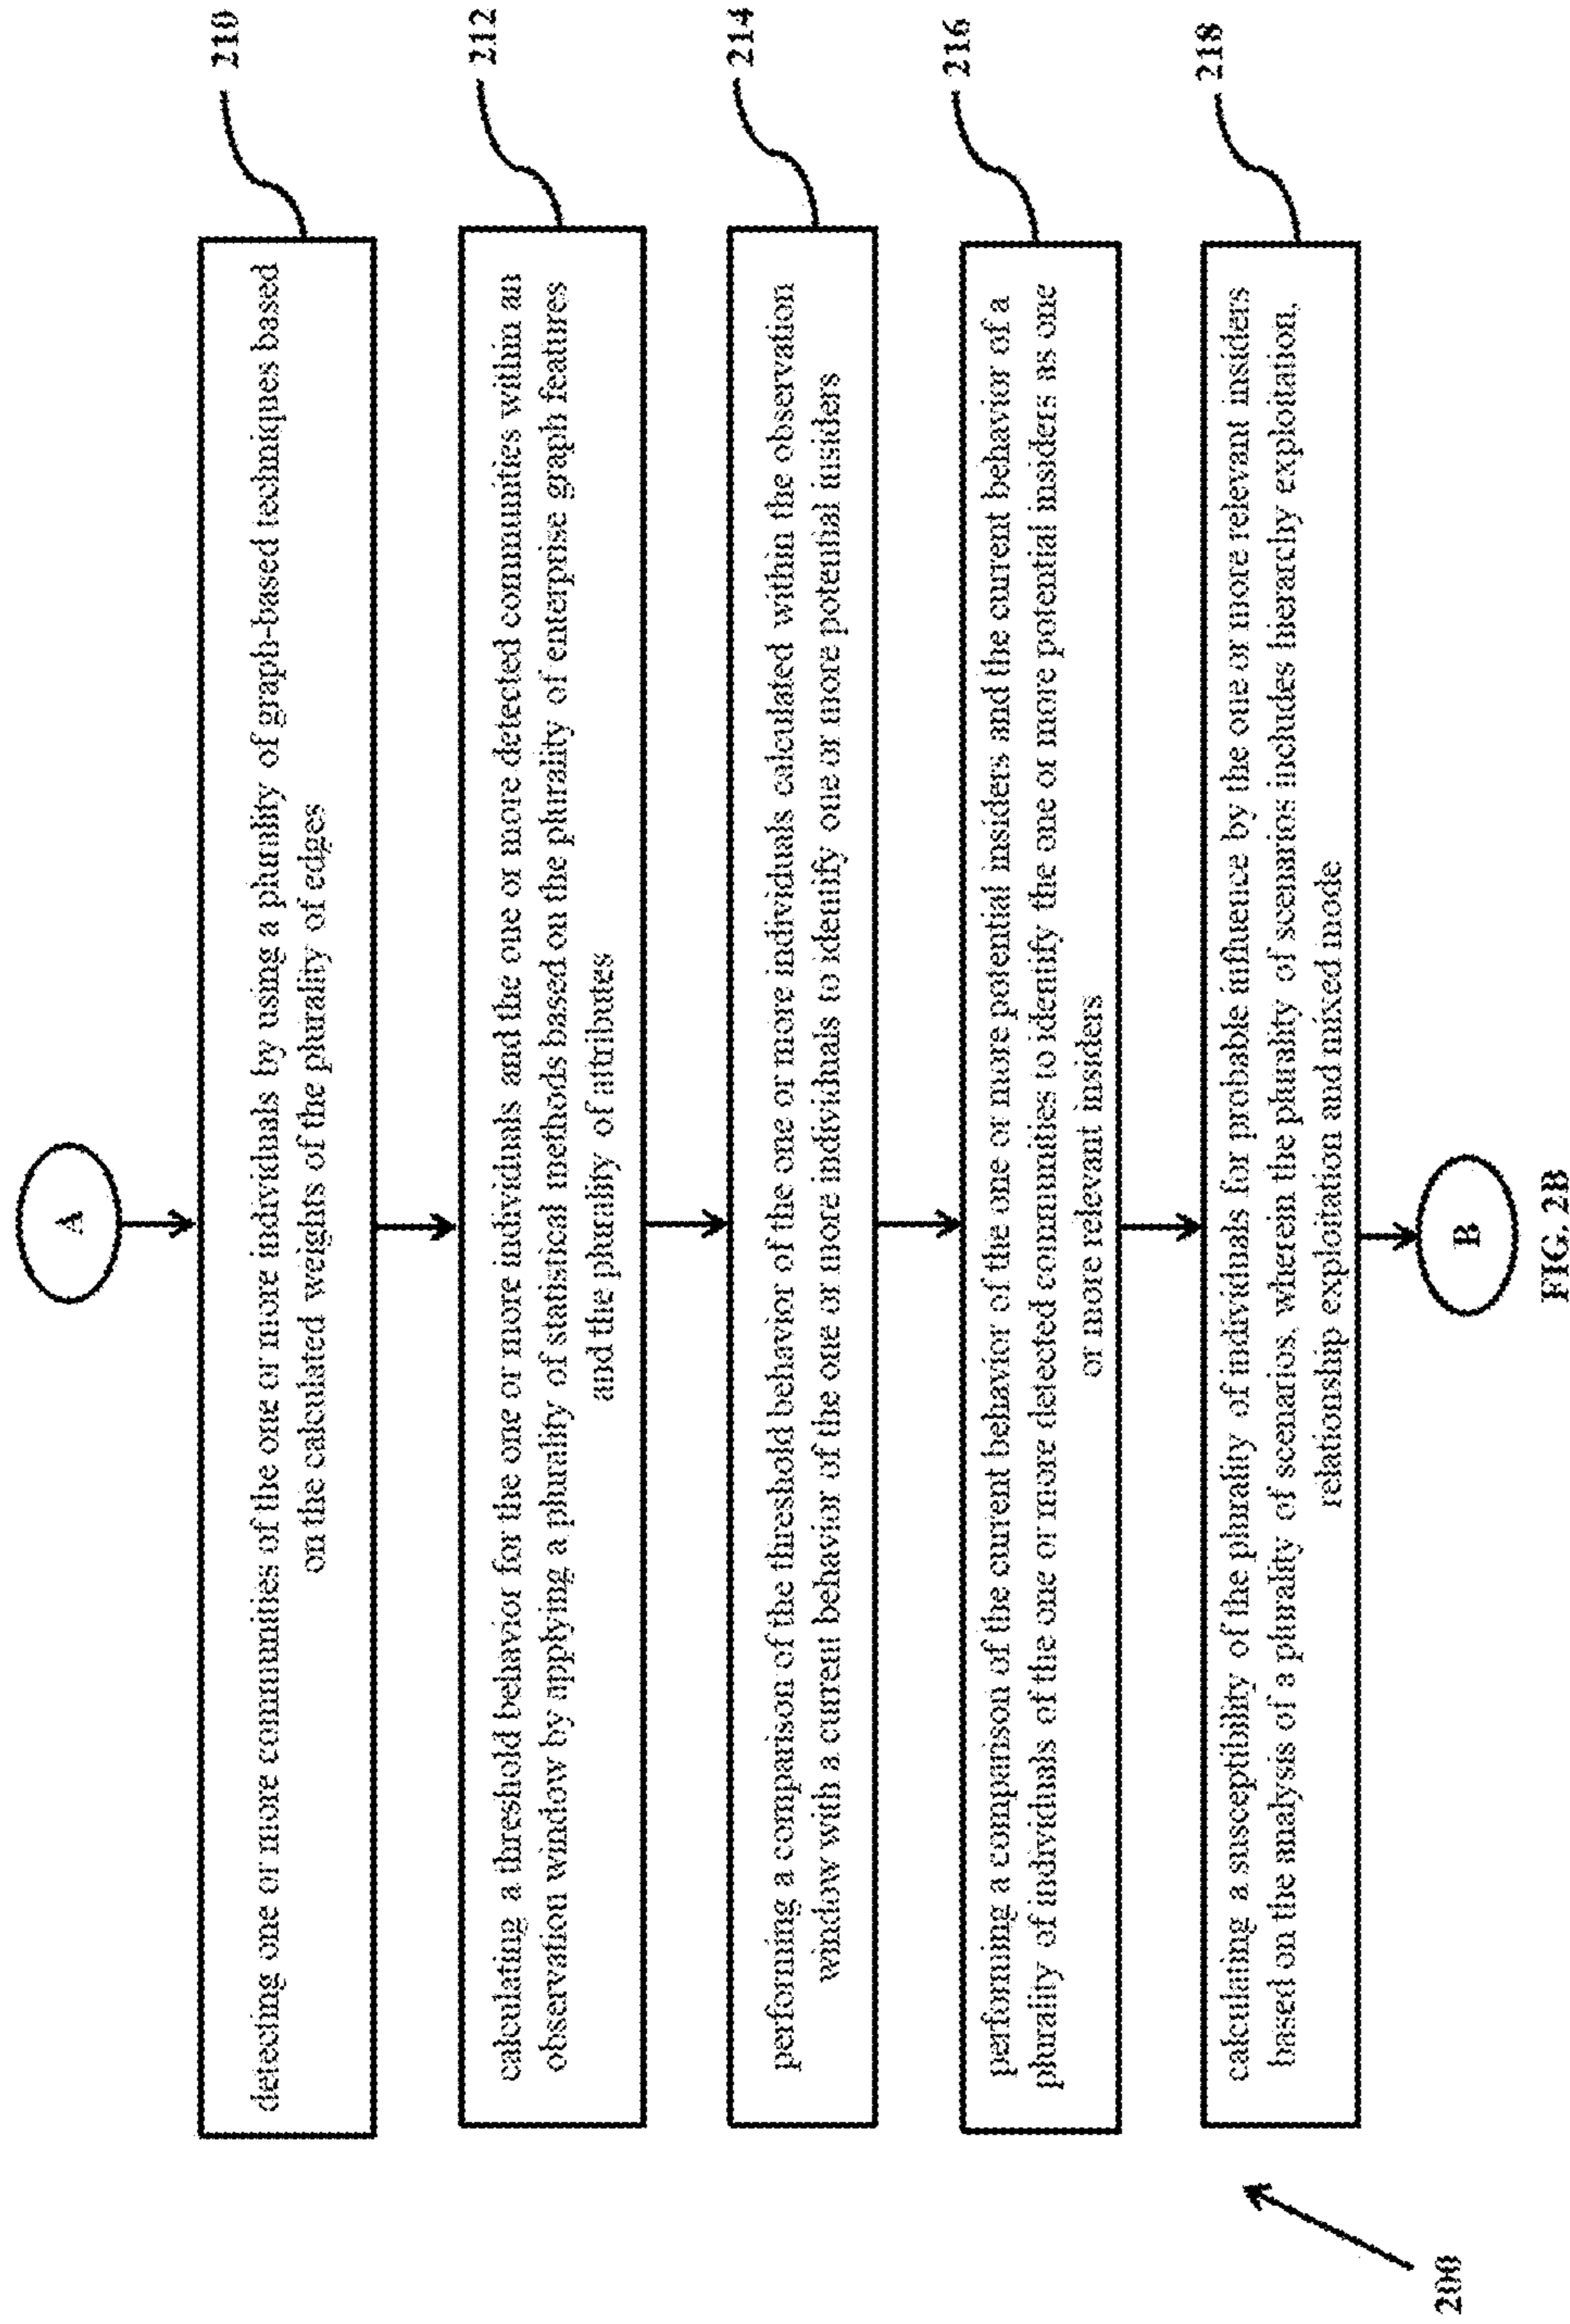 A
210
detecting one or more communities of the one or more individuals by using a plurality of graph-based techniques based
on the calculated weights of the plurality of edges
212
calculating a threshold behavior for the one or more individuals and the one or more detected communities within an
observation window by applying a plurality of statistical methods based on the plurality of enterprise graph features
and the plurality of attributes
214
performing a comparison of the threshold behavior of the one or more individuals calculated within the observation
window with a current behavior of the one or more individuals to identify one or more potential insiders
216
performing a comparison of the current behavior of the one or more potential insiders and the current behavior of a
plurality of individuals of the one or more detected communities to identify the one or more potential insiders as one
or more relevant insiders
218
calculating a susceptibility of the plurality of individuals for probable influence by the one or more relevant insiders
based on the analysis of a plurality of scenarios, wherein the plurality of scenarios includes hierarchy exploitation,
relationship exploitation and mixed mode
B
200
FIG. 2B